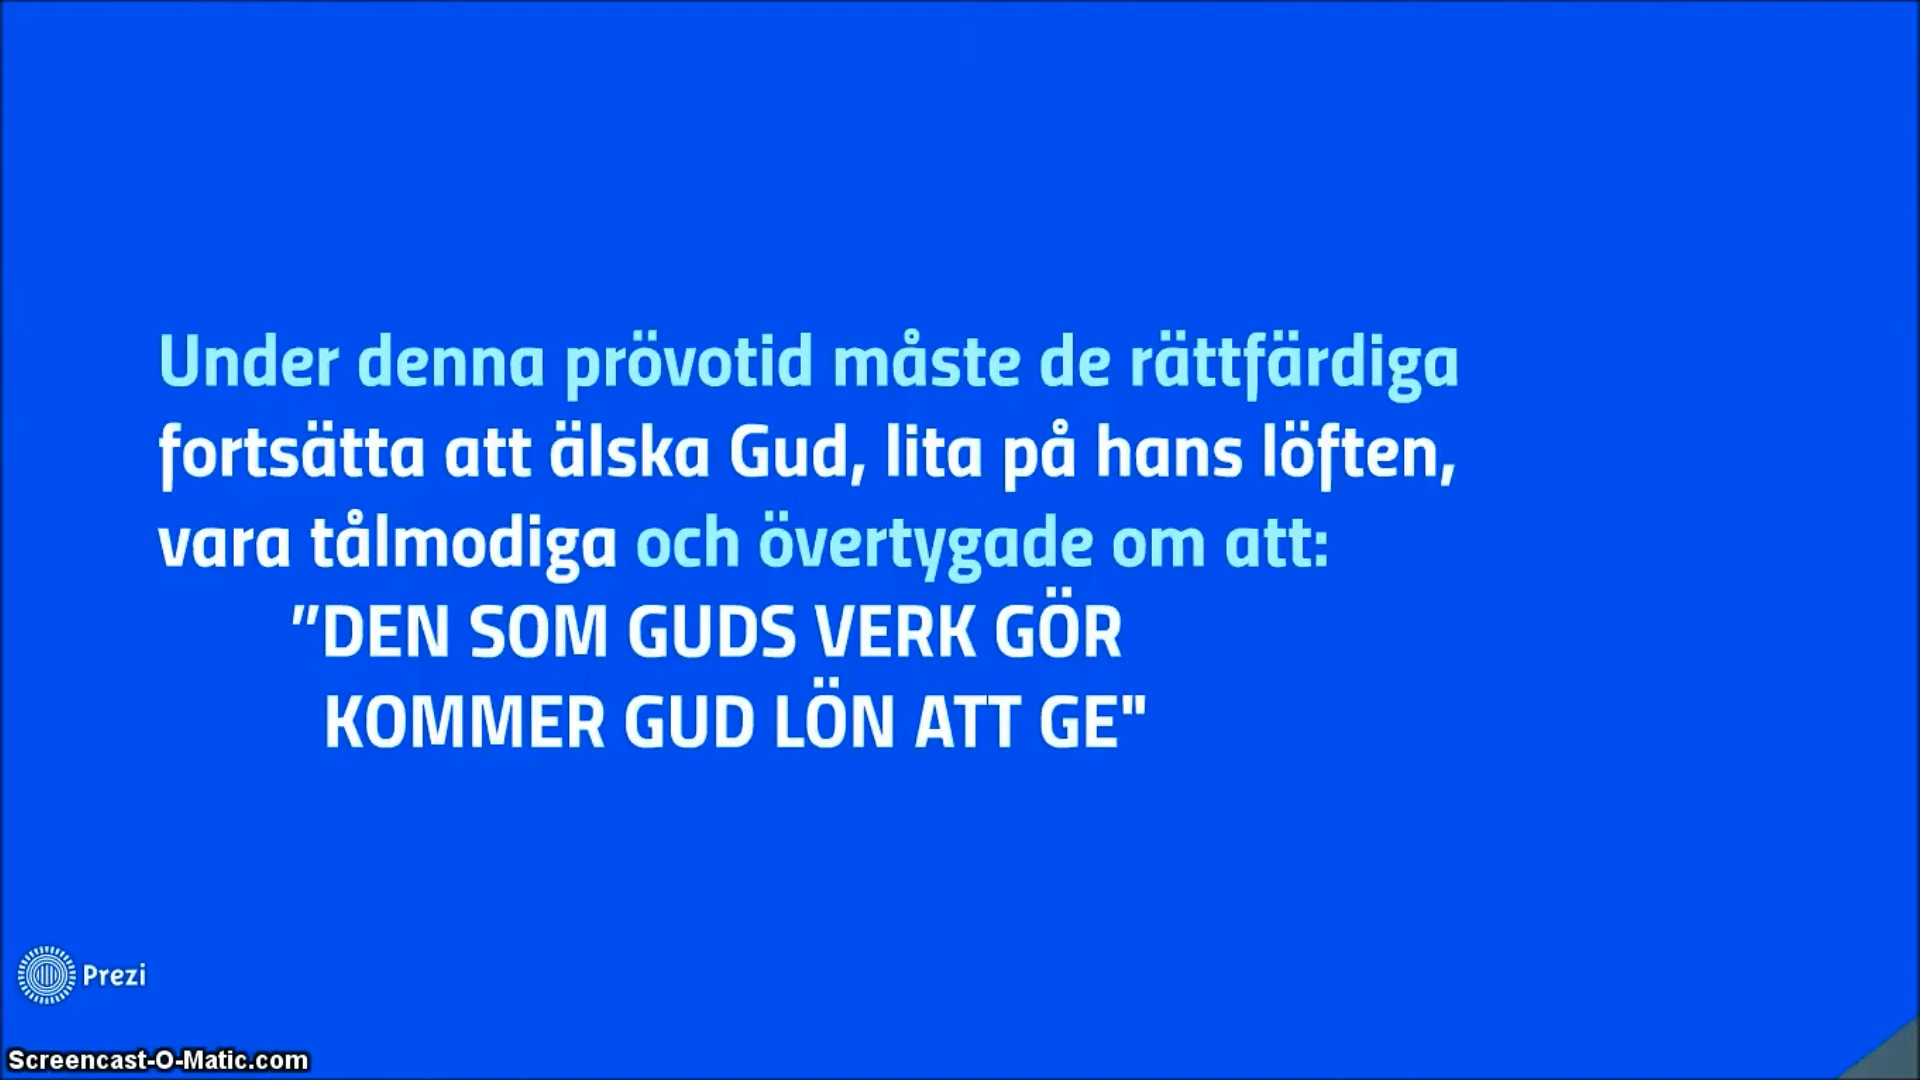 Under denna prövotid måste de rättfärdiga
fortsätta att älska Gud, lita på hans löften,
vara tålmodiga och övertygade om att:
”DEN SOM GUDS VERK GÖR
KOMMER GUD LÖN ATT GE"
Prezi
Screencast-O-Matic.com